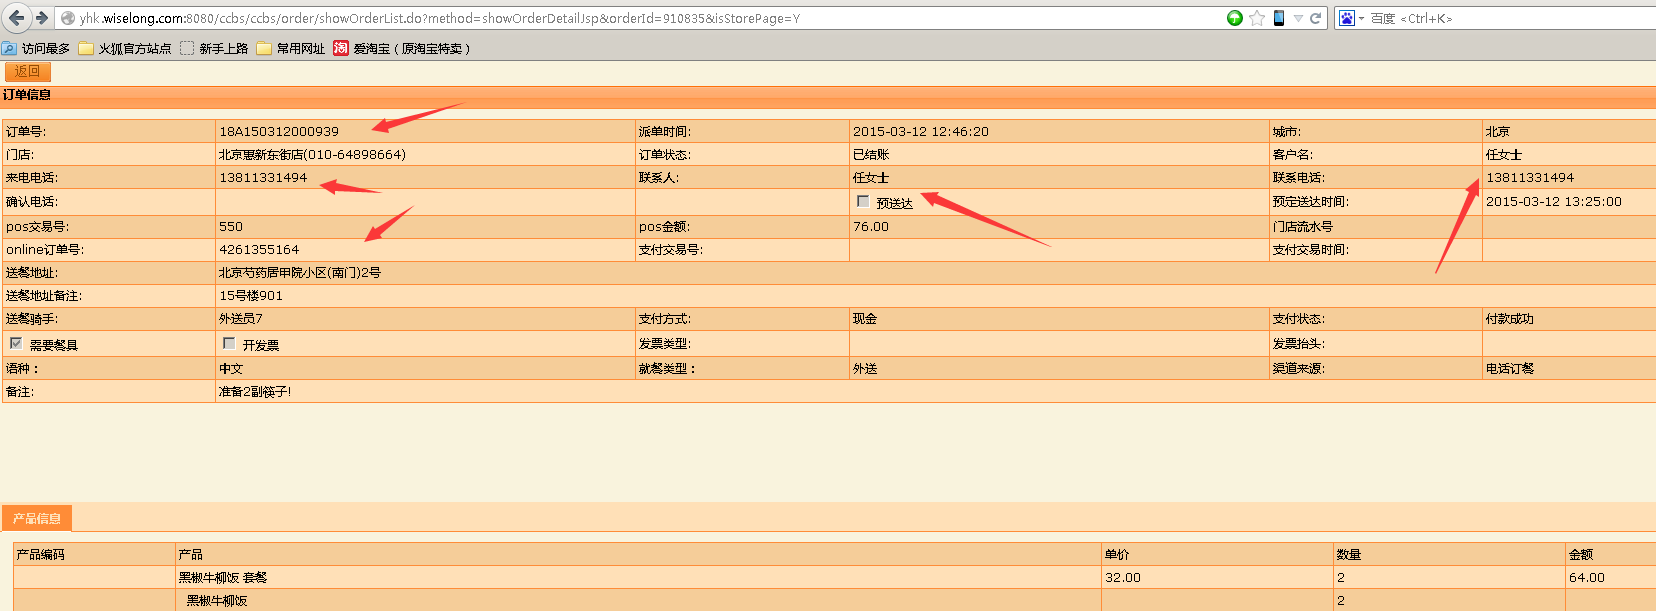 yhk.wiselong.com:8080/ccbs/ccbs/order/showOrderList.do?method=showOrderDetailJsp&orderId=910835&isStorePage=Y 百度 <Ctrl+K>
访问最多 火狐官方站点 新手上路 常用网址 淘 爱淘宝（原淘宝特卖）
返回
订单信息
订单号: 18A150312000939 派单时间: 2015-03-12 12:46:20 城市: 北京
门店: 北京惠新东街店(010-64898664) 订单状态: 已结账 客户名: 任女士
来电电话: 13811331494 联系人: 任女士 联系电话: 13811331494
确认电话: 预送达 预定送达时间: 2015-03-12 13:25:00
pos交易号: 550 pos金额: 76.00 门店流水号
online订单号: 4261355164 支付交易号: 支付交易时间:
送餐地址: 北京芍药居甲院小区(南门)2号
送餐地址备注: 15号楼901
送餐骑手: 外送员7 支付方式: 现金 支付状态: 付款成功
需要餐具 开发票 发票类型: 发票抬头:
语种： 中文 就餐类型： 外送 渠道来源: 电话订餐
备注: 准备2副筷子!
产品信息
产品编码 产品 单价 数量 金额
黑椒牛柳饭 套餐 32.00 2 64.00
黑椒牛柳饭 2